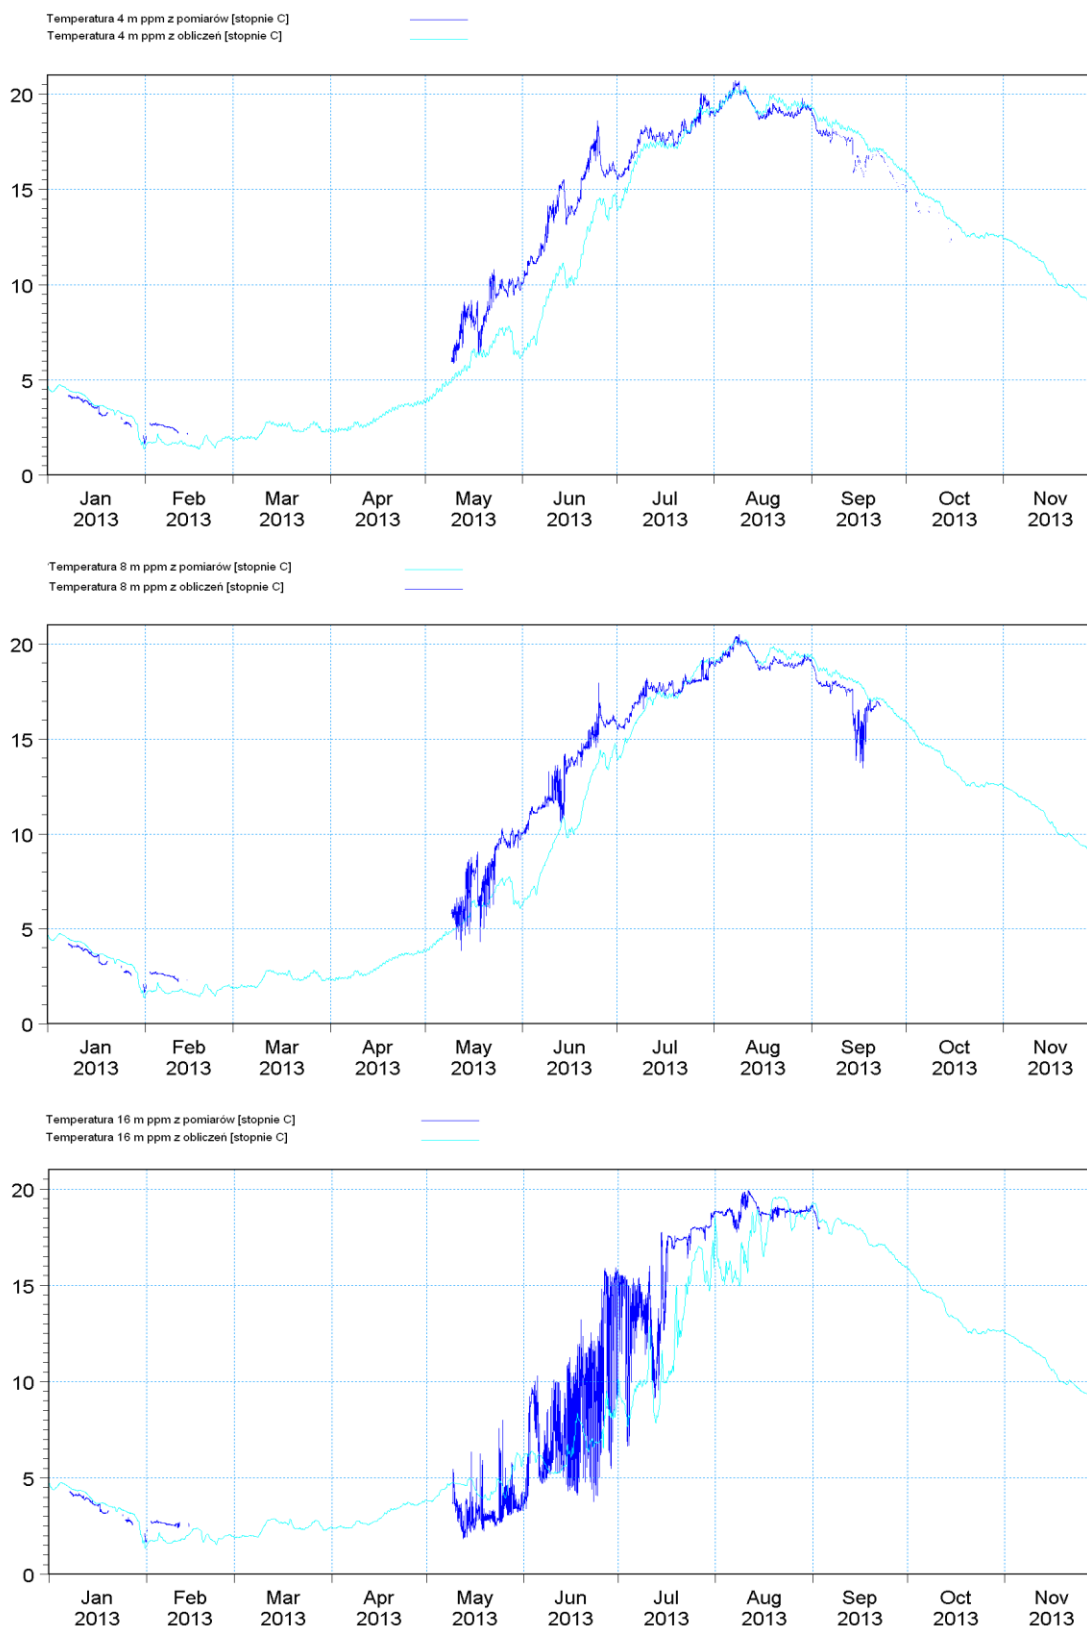 Temperatura 4 m ppm z pomiarów [stopnie C]
Temperatura 4 m ppm z obliczeń [stopnie C]
20
15
10
5
0
Jan Feb Mar Apr May Jun Jul Aug Sep Oct Nov
2013 2013 2013 2013 2013 2013 2013 2013 2013 2013 2013
Temperatura 8 m ppm z pomiarów [stopnie C]
Temperatura 8 m ppm z obliczeń [stopnie C]
20
15
10
5
0
Jan Feb Mar Apr May Jun Jul Aug Sep Oct Nov
2013 2013 2013 2013 2013 2013 2013 2013 2013 2013 2013
Temperatura 16 m ppm z pomiarów [stopnie C]
Temperatura 16 m ppm z obliczeń [stopnie C]
20
15
10
5
0
Jan Feb Mar Apr May Jun Jul Aug Sep Oct Nov
2013 2013 2013 2013 2013 2013 2013 2013 2013 2013 2013